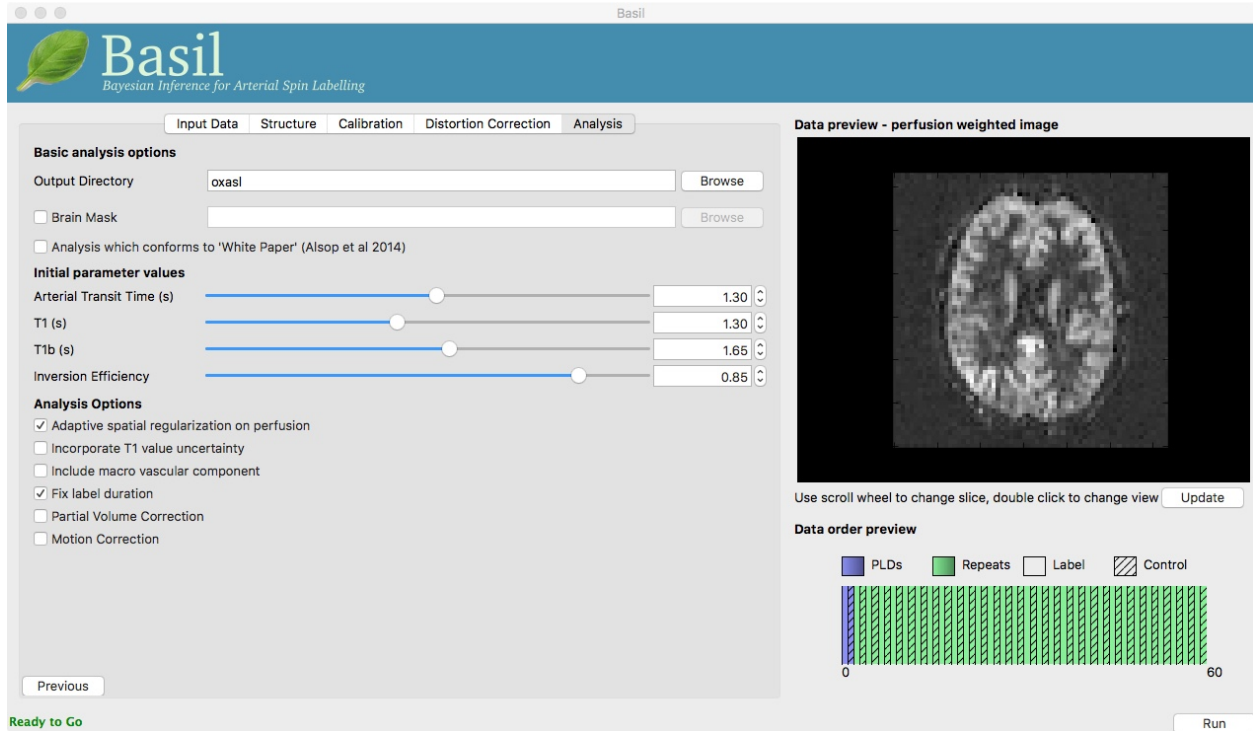 Basil
Basil
Bayesian Inference for Arterial Spin Labelling
Input Data Structure Calibration Distortion Correction Analysis
Basic analysis options
Output Directory oxasl Browse
Brain Mask Browse
Analysis which conforms to 'White Paper' (Alsop et al 2014)
Initial parameter values
Arterial Transit Time (s) 1.30
T1 (s) 1.30
T1b (s) 1.65
Inversion Efficiency 0.85
Analysis Options
Adaptive spatial regularization on perfusion
Incorporate T1 value uncertainty
Include macro vascular component
Fix label duration
Partial Volume Correction
Motion Correction
Previous
Data preview - perfusion weighted image
Use scroll wheel to change slice, double click to change view Update
Data order preview
PLDs Repeats Label Control
0 60
Ready to Go Run